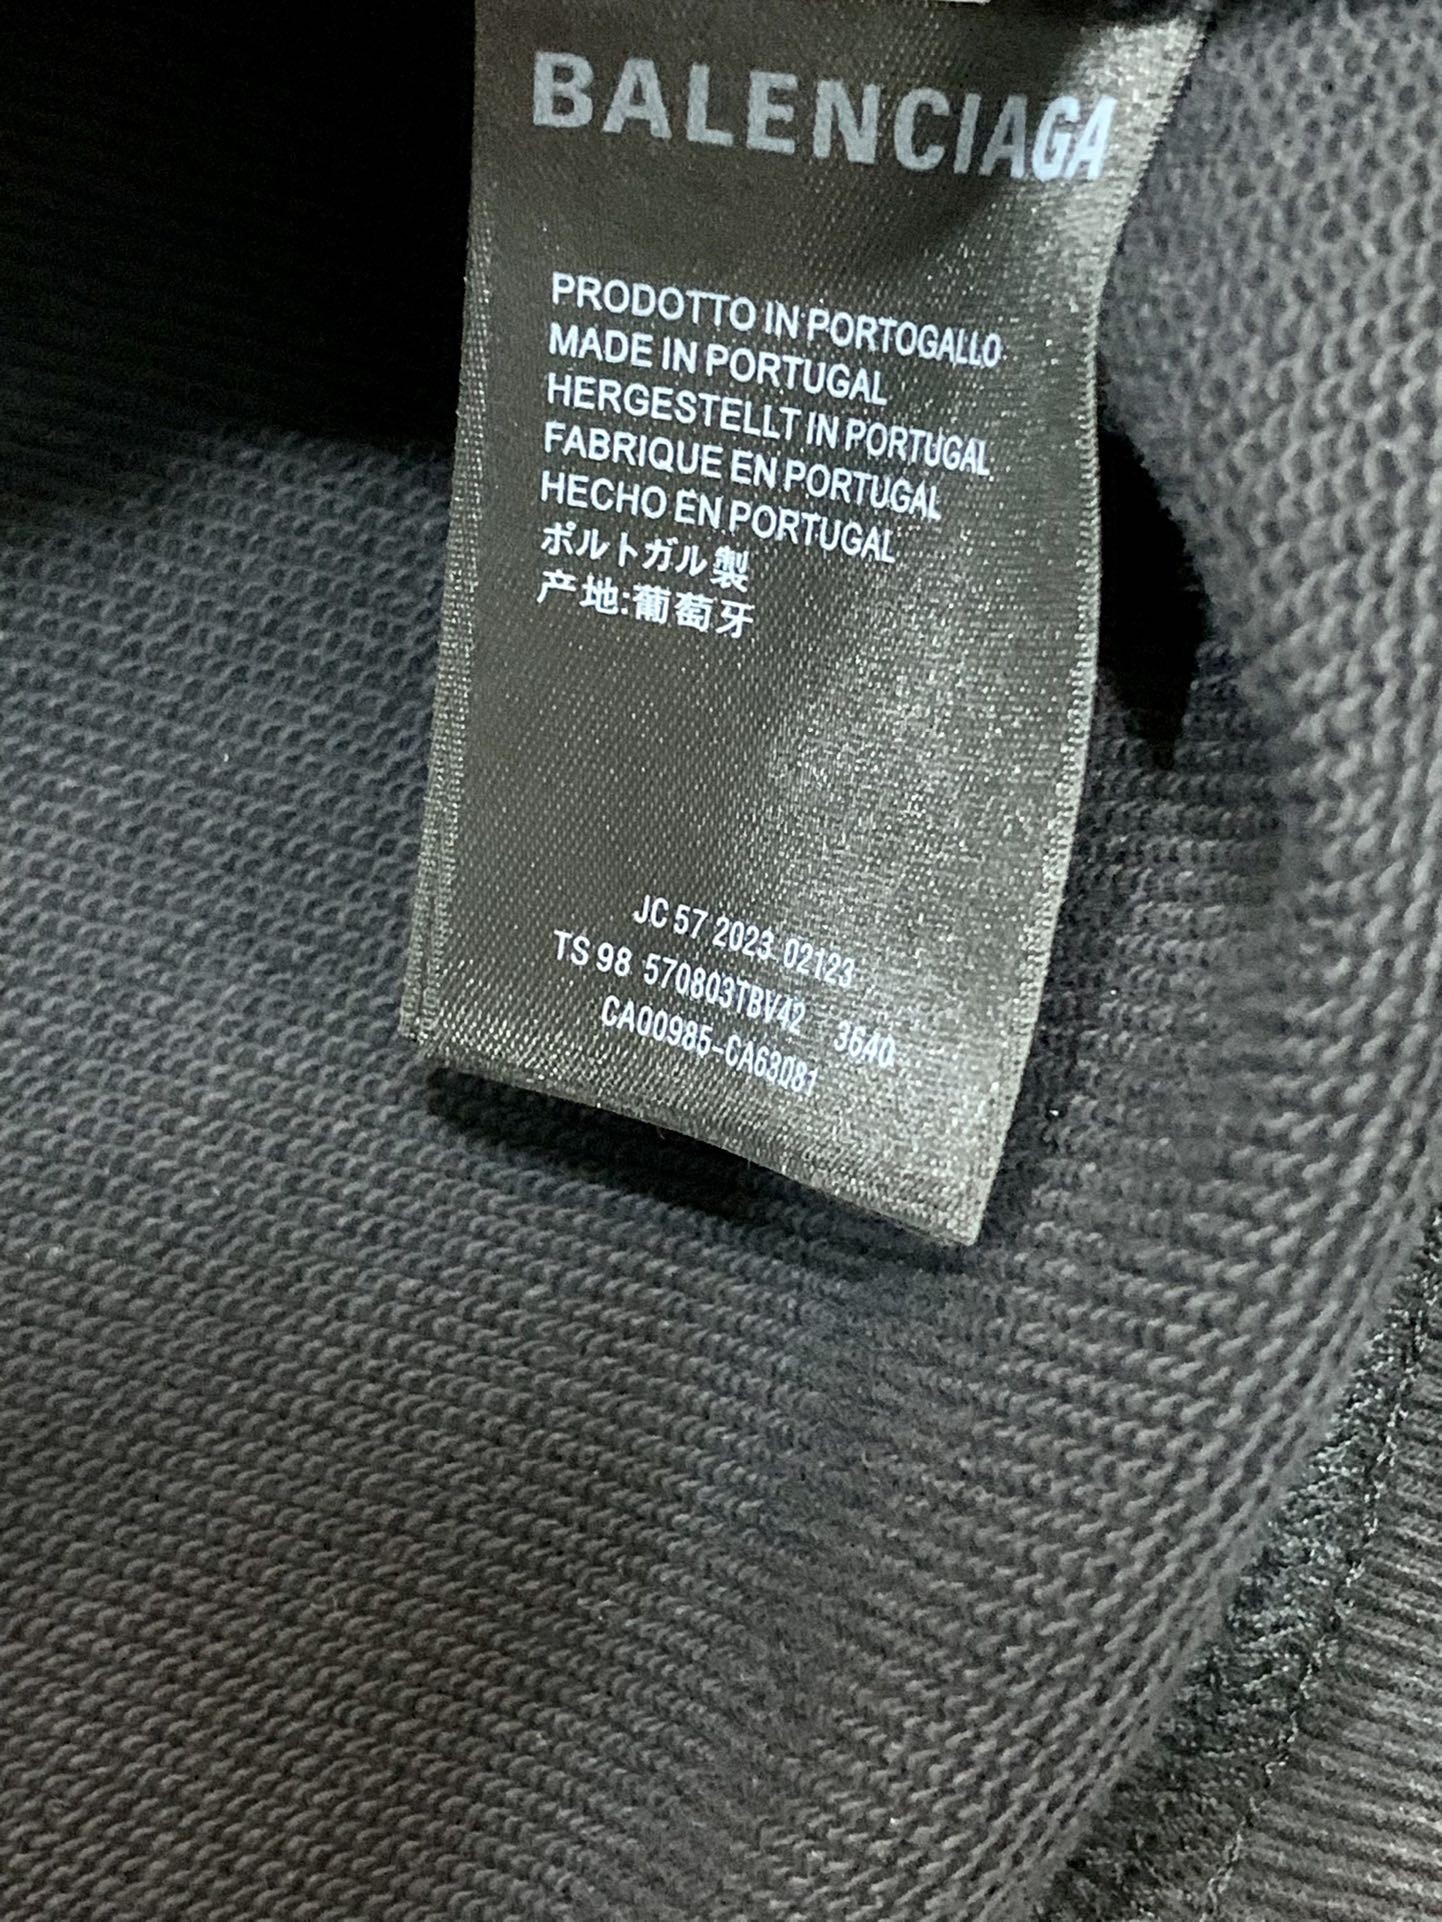 BALENCIAGA
PRODOTTO IN PORTOGALLO
MADE IN PORTUGAL
HERGESTELLT IN PORTUGAL
FABRIQUE EN PORTUGAL
HECHO EN PORTUGAL
ポルトガル製
产地:葡萄牙
JC 57 2023 02123
TS 98 570803TBV42 3640
CA00985-CA63081